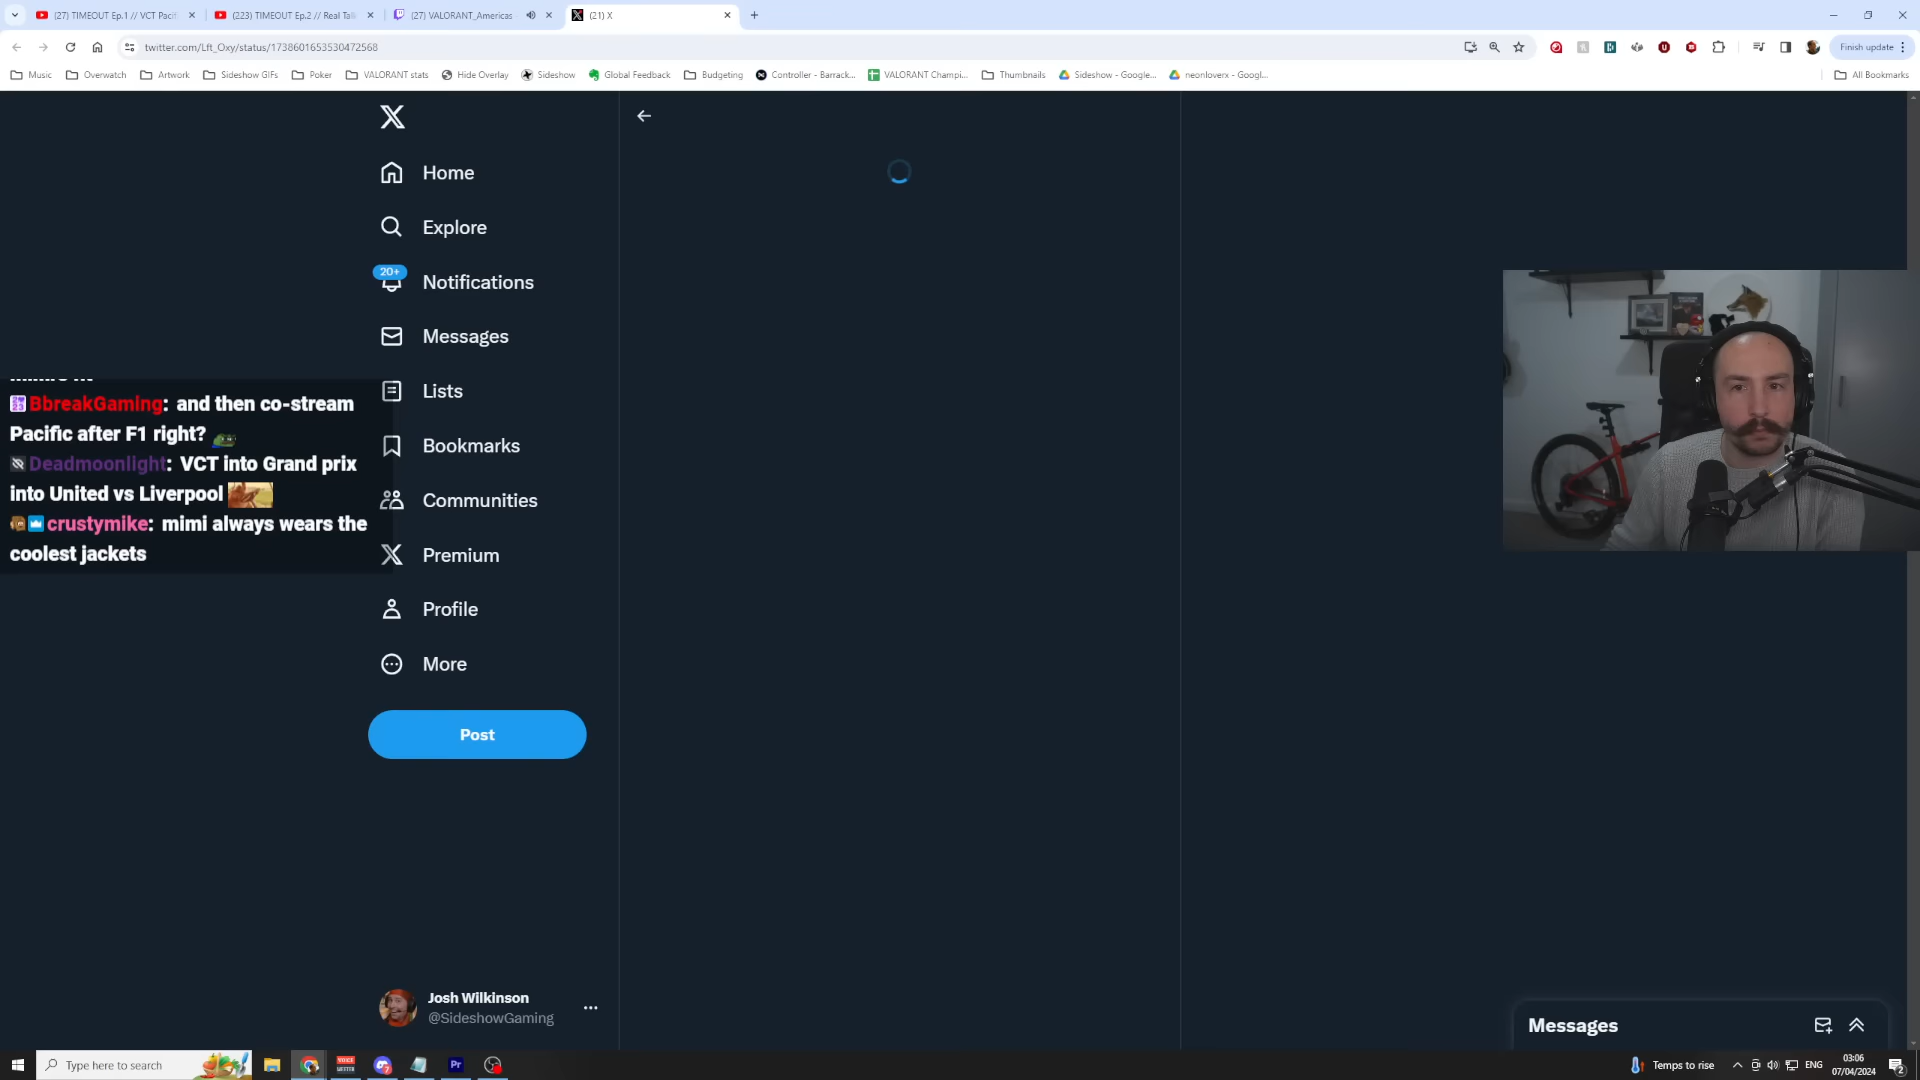 (27) TIMEOUT Ep.1 // VCT Pacif
(223) TIMEOUT Ep.2 // Real Talk
(27) VALORANT_Americas
(21) X
twitter.com/Lft_Oxy/status/1738601653530472568
Finish update
Music
Overwatch
Artwork
Sideshow GIFs
Poker
VALORANT stats
Hide Overlay
Sideshow
Global Feedback
Budgeting
Controller - Barrack...
VALORANT Champi...
Thumbnails
Sideshow - Google...
neonloverx - Googl...
All Bookmarks
Home
Explore
20+
Notifications
Messages
Lists
Bookmarks
Communities
Premium
Profile
More
Post
BbreakGaming: and then co-stream
Pacific after F1 right?
Deadmoonlight: VCT into Grand prix
into United vs Liverpool
crustymike: mimi always wears the
coolest jackets
Josh Wilkinson
@SideshowGaming
Messages
Type here to search
Pr
Temps to rise
ENG
03:06
07/04/2024
2